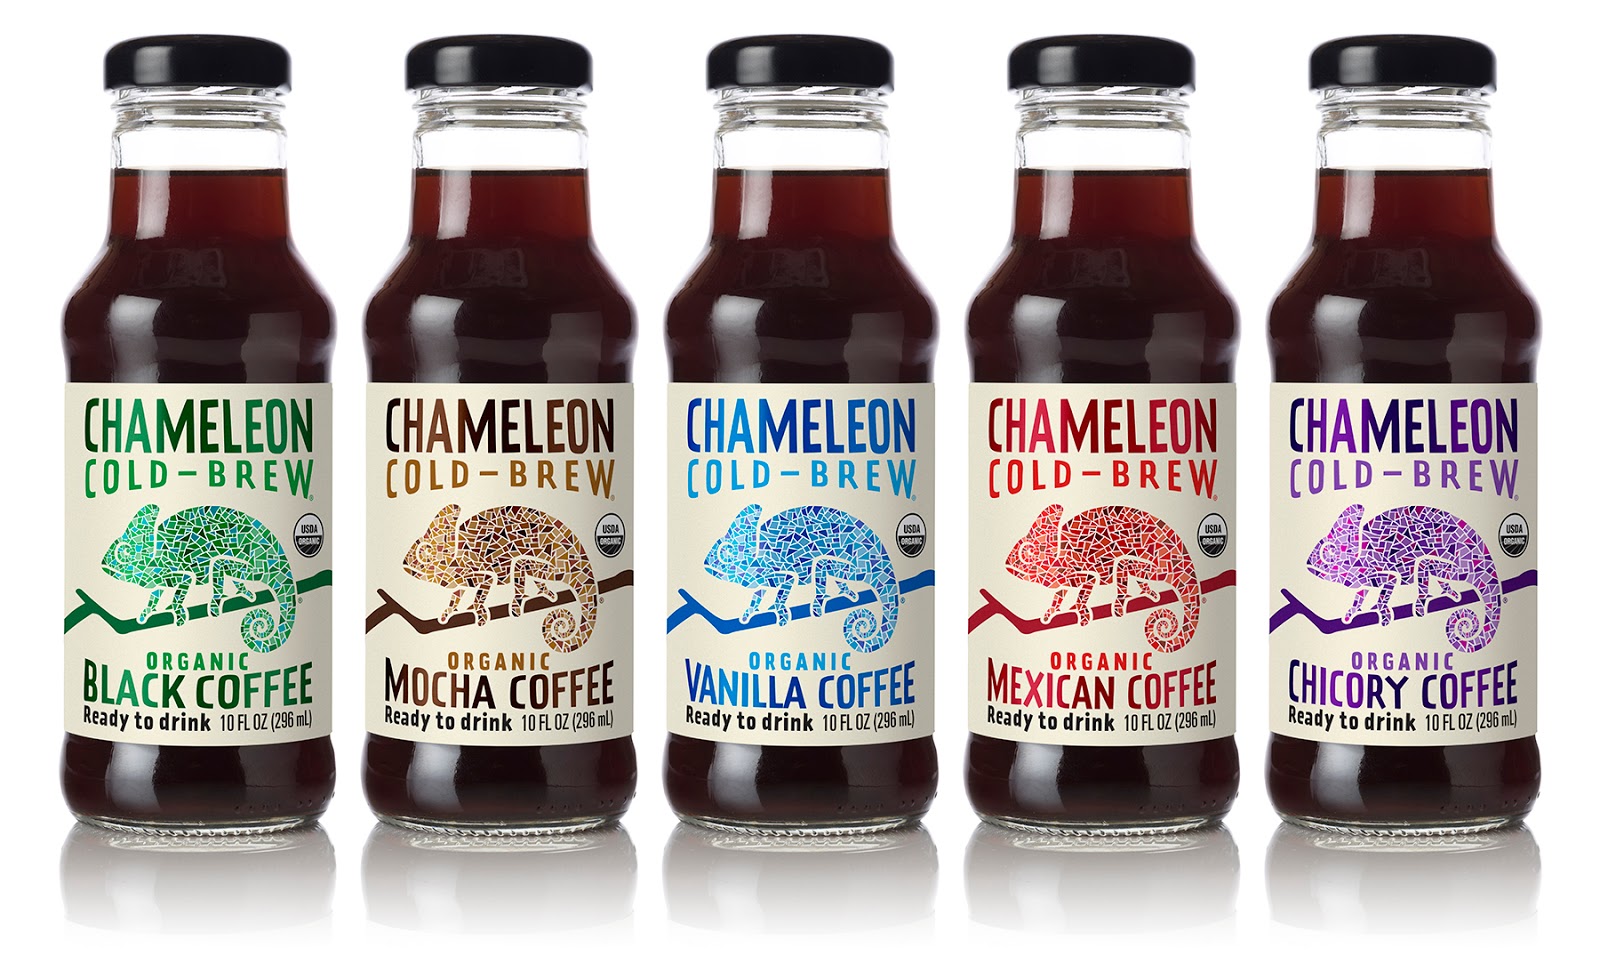 CHAMELEON
COLD–BREW®
USDA
ORGANIC
®
ORGANIC
BLACK COFFEE
Ready to drink 10 FL OZ (296 mL)
CHAMELEON
COLD–BREW®
USDA
ORGANIC
®
ORGANIC
MOCHA COFFEE
Ready to drink 10 FL OZ (296 mL)
CHAMELEON
COLD–BREW®
USDA
ORGANIC
®
ORGANIC
VANILLA COFFEE
Ready to drink 10 FL OZ (296 mL)
CHAMELEON
COLD–BREW®
USDA
ORGANIC
®
ORGANIC
MEXICAN COFFEE
Ready to drink 10 FL OZ (296 mL)
CHAMELEON
COLD–BREW®
USDA
ORGANIC
®
ORGANIC
CHICORY COFFEE
Ready to drink 10 FL OZ (296 mL)